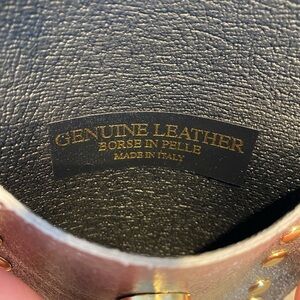 GENUINE LEATHER
BORSE IN PELLE
MADE IN ITALY